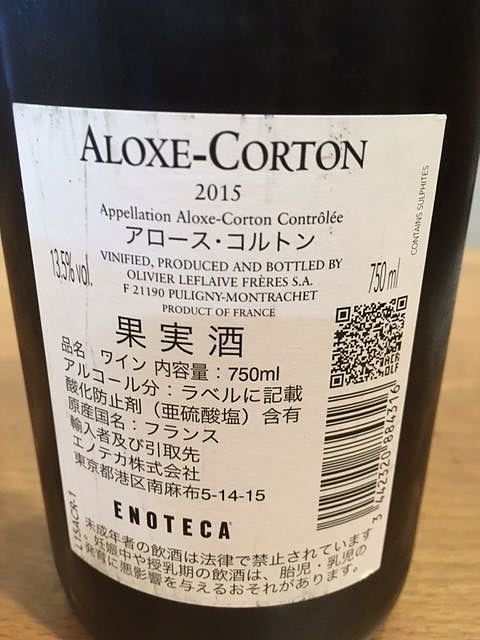 ALOXE-CORTON
2015
Appellation Aloxe-Corton Contrôlée
アロース・コルトン
VINIFIED, PRODUCED AND BOTTLED BY
OLIVIER LEFLAIVE FRÈRES S.A.
F 21190 PULIGNY-MONTRACHET
PRODUCT OF FRANCE
13.5% vol.
750 ml
CONTAINS SULPHITES
果実酒
品名 ワイン 内容量：750ml
アルコール分：ラベルに記載
酸化防止剤（亜硫酸塩）含有
原産国名：フランス
輸入者及び引取先
エノテカ株式会社
東京都港区南麻布5-14-15
ENOTECA
3 442320 884316
未成年者の飲酒は法律で禁止されています
＊妊娠中や授乳期の飲酒は、胎児・乳児の
発育に悪影響を与えるおそれがあります。